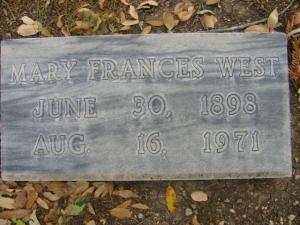 MARY FRANCES WEST
JUNE 30, 1898
AUG. 16, 1971